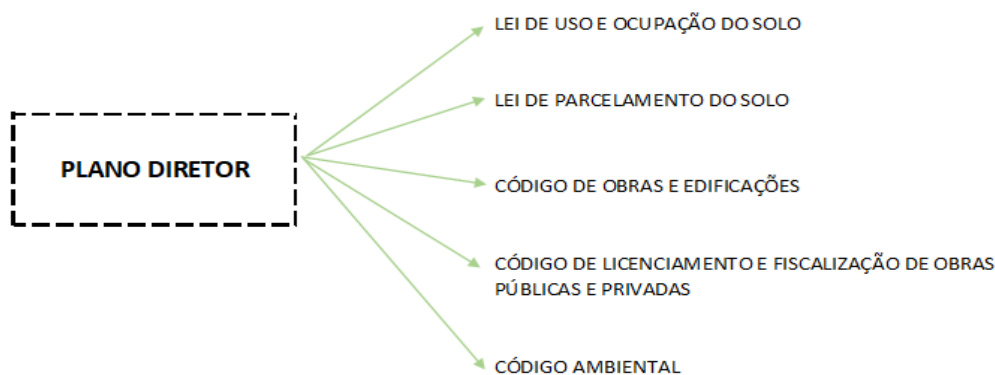 LEI DE USO E OCUPAÇÃO DO SOLO
LEI DE PARCELAMENTO DO SOLO
PLANO DIRETOR
CÓDIGO DE OBRAS E EDIFICAÇÕES
CÓDIGO DE LICENCIAMENTO E FISCALIZAÇÃO DE OBRAS
PÚBLICAS E PRIVADAS
CÓDIGO AMBIENTAL